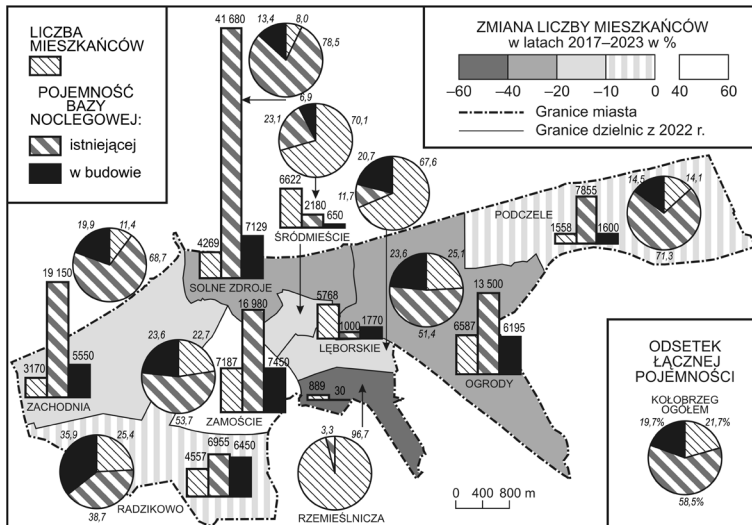 LICZBA
MIESZKAŃCÓW
POJEMNOŚĆ
BAZY
NOCLEGOWEJ:
istniejącej
w budowie
ZMIANA LICZBY MIESZKAŃCÓW
w latach 2017–2023 w %
–60 –40 –20 –10 0 40 60
Granice miasta
Granice dzielnic z 2022 r.
41 680
4269
7129
SOLNE ZDROJE
13,4
8,0
78,5
6,9
23,1
70,1
6622
2180
650
ŚRÓDMIEŚCIE
20,7
67,6
11,7
5768
1000
1770
LĘBORSKIE
14,5
14,1
71,3
PODCZELE
1558
7855
1600
19,9
11,4
68,7
19 150
3170
5550
ZACHODNIA
23,6
22,7
53,7
16 980
7187
7450
ZAMOŚCIE
23,6
25,1
51,4
13 500
6587
6195
OGRODY
889
30
3,3
96,7
RZEMIEŚLNICZA
35,9
25,4
38,7
4557
6955
6450
RADZIKOWO
0 400 800 m
ODSETEK
ŁĄCZNEJ
POJEMNOŚCI
KOŁOBRZEG
OGÓŁEM
19,7%
21,7%
58,5%